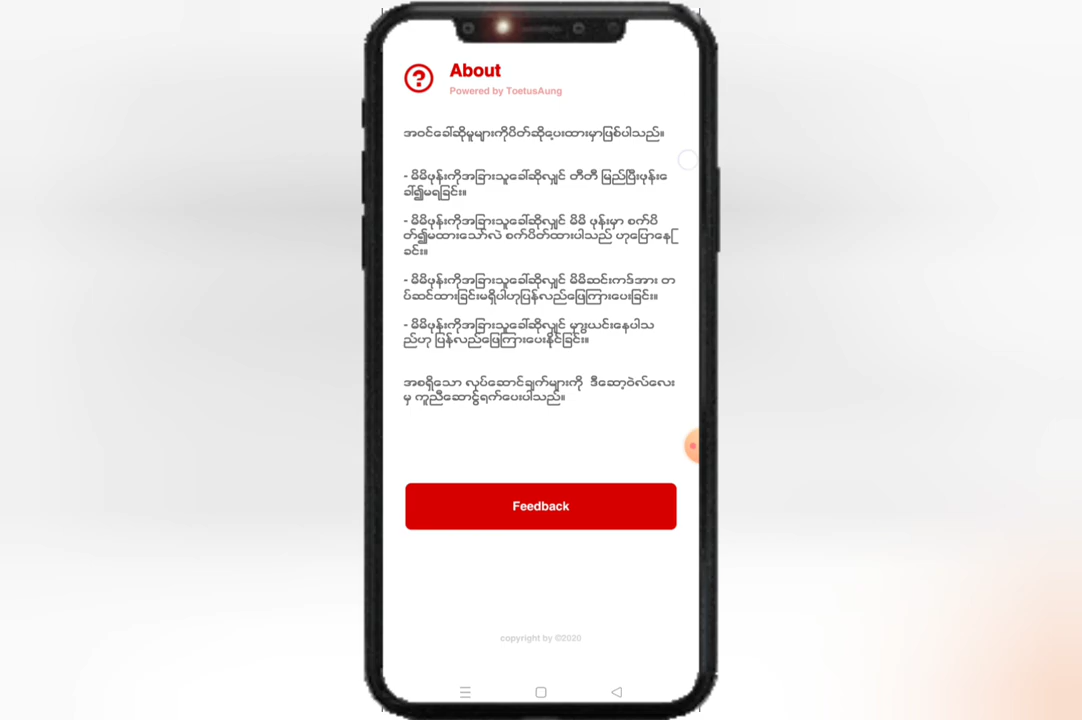 About
Powered by ToetusAung
အဝင်ခေါ်ဆိုမှုများကိုပိတ်ဆို့ပေးထားမှာဖြစ်ပါသည်။
- မိမိဖုန်းကိုအခြားသူခေါ်ဆိုလျှင် တီတီ မြည်ပြီးဖုန်းခေ
ါ်၍မရခြင်း။
- မိမိဖုန်းကိုအခြားသူခေါ်ဆိုလျှင် မိမိ ဖုန်းမှာ စက်ပိ
တ်၍မထားသော်လဲ စက်ပိတ်ထားပါသည် ဟုပြောနေြ
ခင်း။
- မိမိဖုန်းကိုအခြားသူခေါ်ဆိုလျှင် မိမိဆင်းကဒ်အား တ
ပ်ဆင်ထားခြင်းမရှိပါဟုပြန်လည်ဖြေကြားပေးခြင်း။
- မိမိဖုန်းကိုအခြားသူခေါ်ဆိုလျှင် မှားယွင်းနေပါသ
ည်ဟု ပြန်လည်ဖြေကြားပေးနိုင်ခြင်း။
အစရှိသော လုပ်ဆောင်ချက်များကို ဒီဆော့ဝဲလ်လေး
မှ ကူညီဆောင်ရွက်ပေးပါသည်။
Feedback
copyright by ©2020